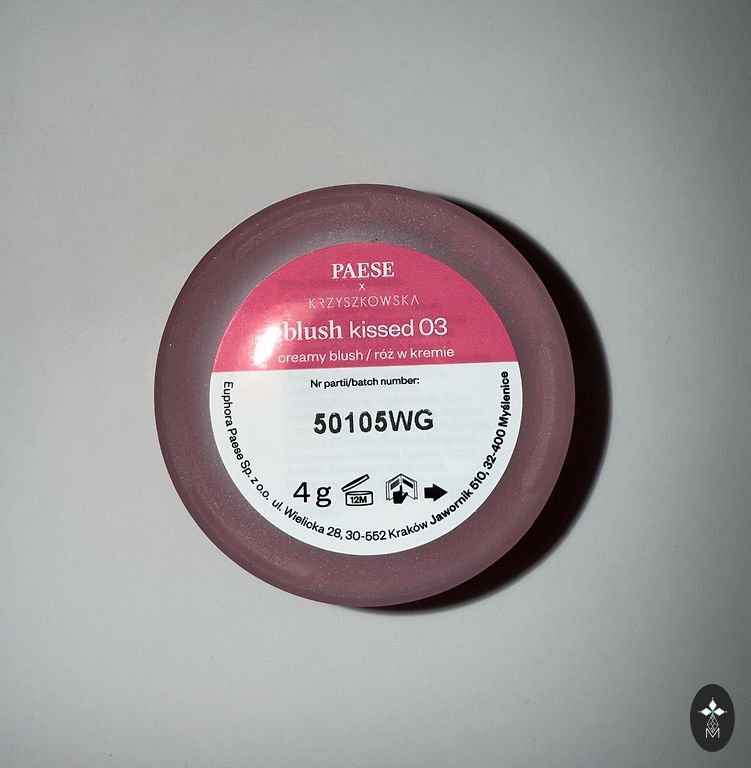 PAESE
x
KRZYSZKOWSKA
blush kissed 03
creamy blush / róż w kremie
Nr partii/batch number:
50105WG
4 g
12M
Euphora Paese Sp. z o.o. ul. Wielicka 28, 30-552 Kraków Jawornik 510, 32-400 Myślenice
M